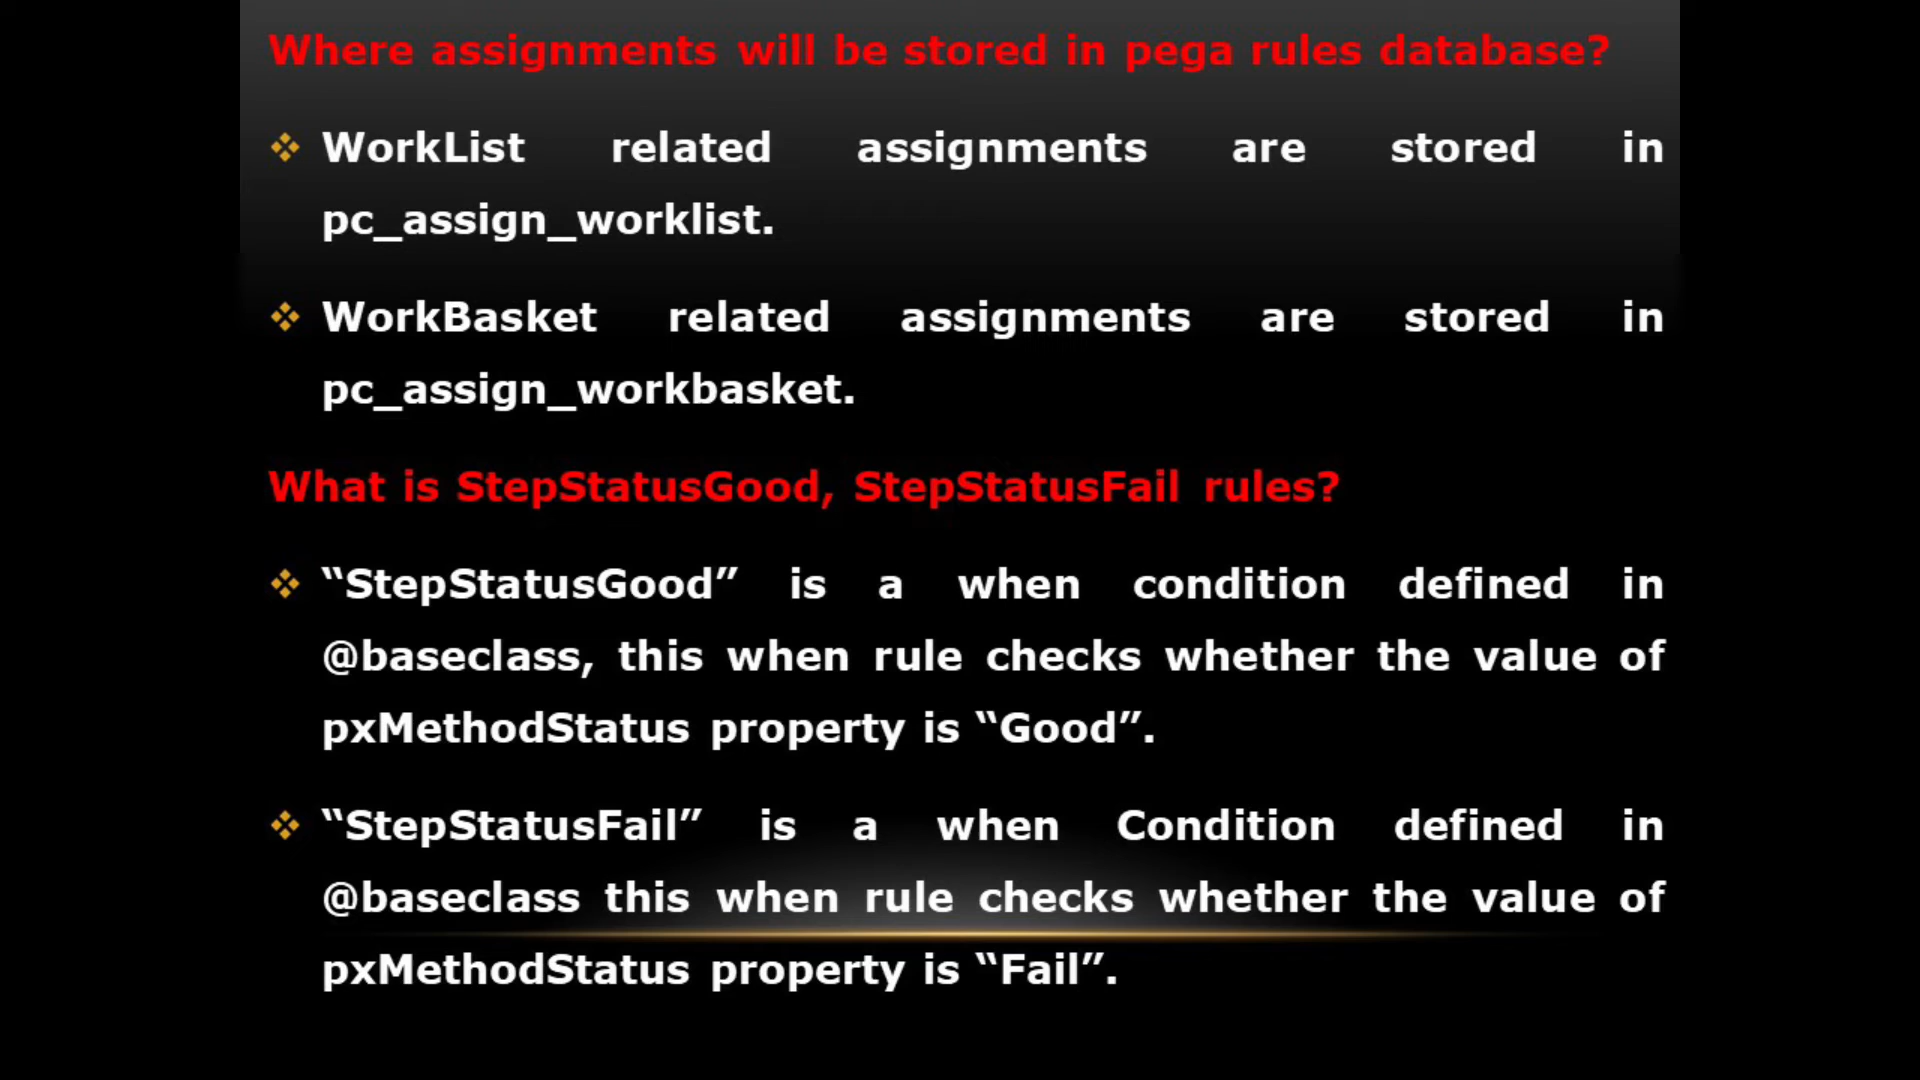 Where assignments will be stored in pega rules database?
❖ WorkList related assignments are stored in
pc_assign_worklist.
❖ WorkBasket related assignments are stored in
pc_assign_workbasket.
What is StepStatusGood, StepStatusFail rules?
❖ “StepStatusGood” is a when condition defined in
@baseclass, this when rule checks whether the value of
pxMethodStatus property is “Good”.
❖ “StepStatusFail” is a when Condition defined in
@baseclass this when rule checks whether the value of
pxMethodStatus property is “Fail”.